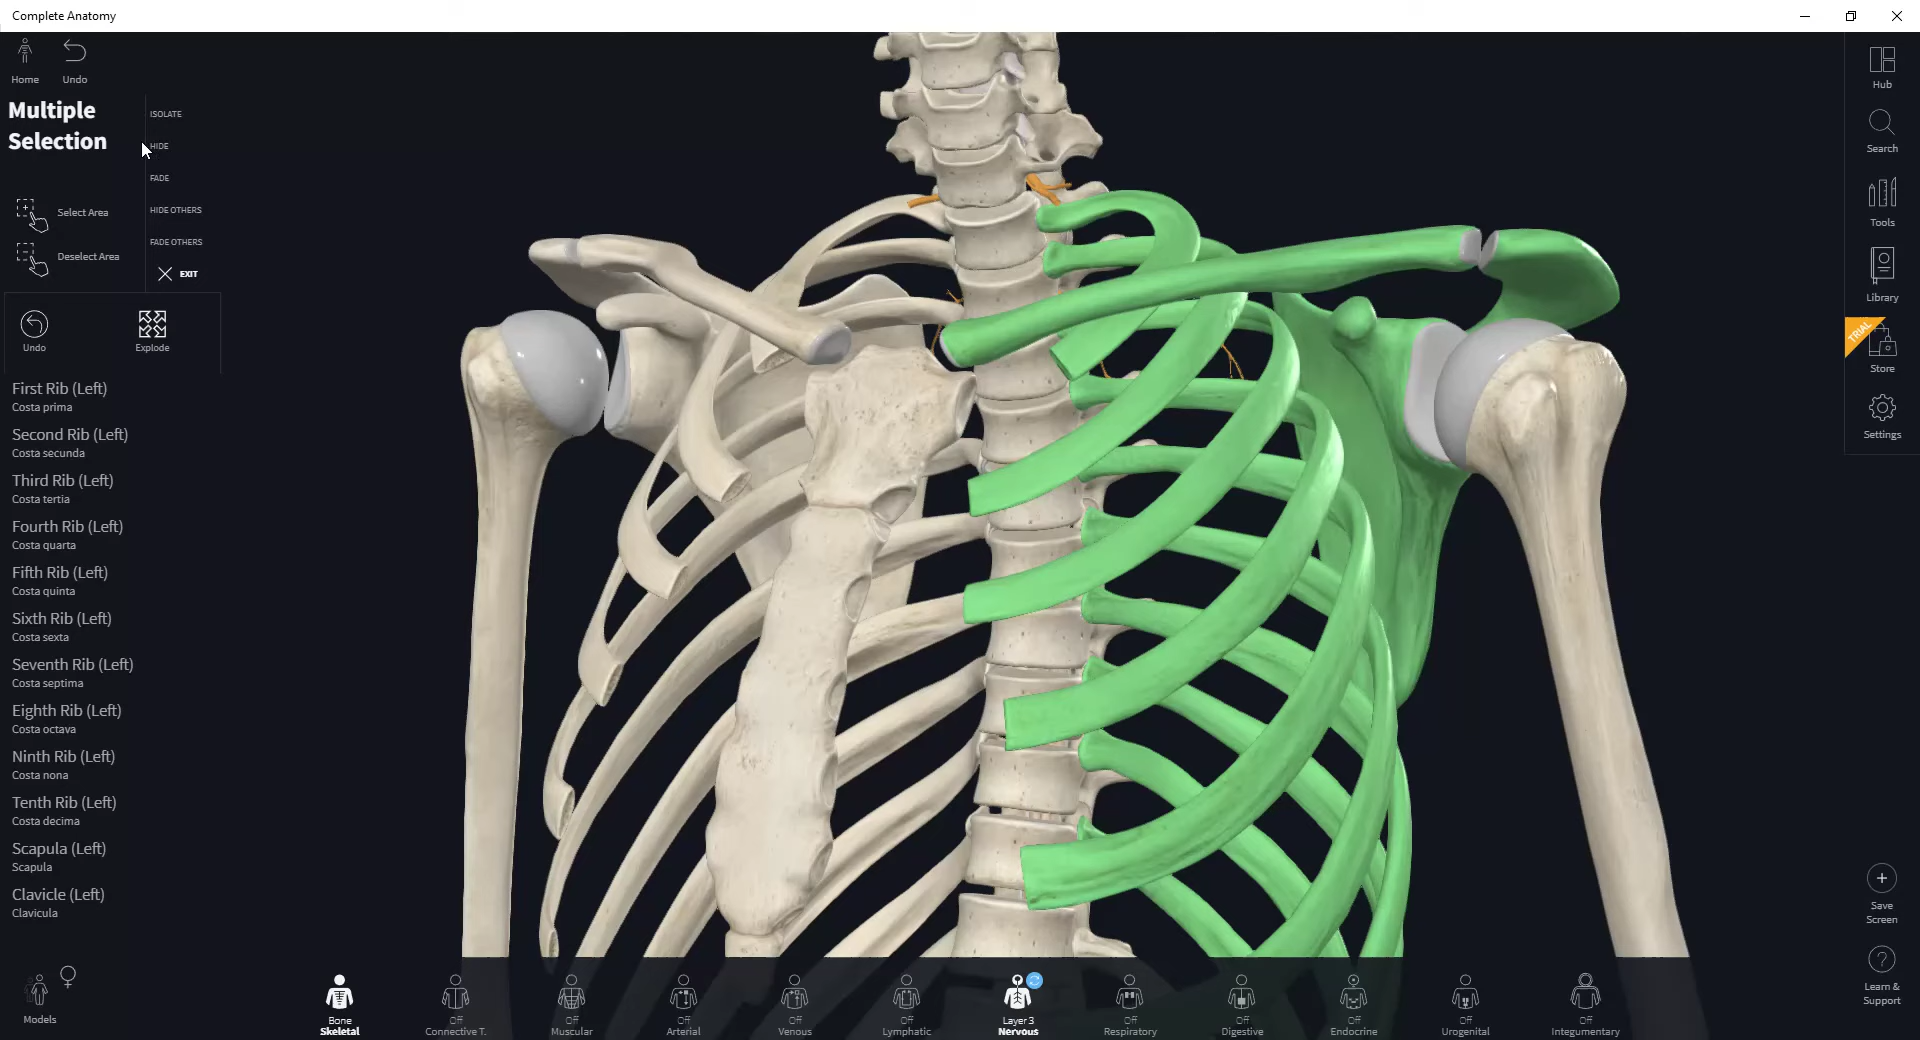 Complete Anatomy
Home
Undo
Multiple
Selection
ISOLATE
HIDE
FADE
HIDE OTHERS
FADE OTHERS
EXIT
Select Area
Deselect Area
Undo
Explode
First Rib (Left)
Costa prima
Second Rib (Left)
Costa secunda
Third Rib (Left)
Costa tertia
Fourth Rib (Left)
Costa quarta
Fifth Rib (Left)
Costa quinta
Sixth Rib (Left)
Costa sexta
Seventh Rib (Left)
Costa septima
Eighth Rib (Left)
Costa octava
Ninth Rib (Left)
Costa nona
Tenth Rib (Left)
Costa decima
Scapula (Left)
Scapula
Clavicle (Left)
Clavicula
Models
Bone
Skeletal
Off
Connective T.
Off
Muscular
Off
Arterial
Off
Venous
Off
Lymphatic
Layer 3
Nervous
Off
Respiratory
Off
Digestive
Off
Endocrine
Off
Urogenital
Off
Integumentary
Hub
Search
Tools
Library
TRIAL
Store
Settings
Save
Screen
Learn &
Support